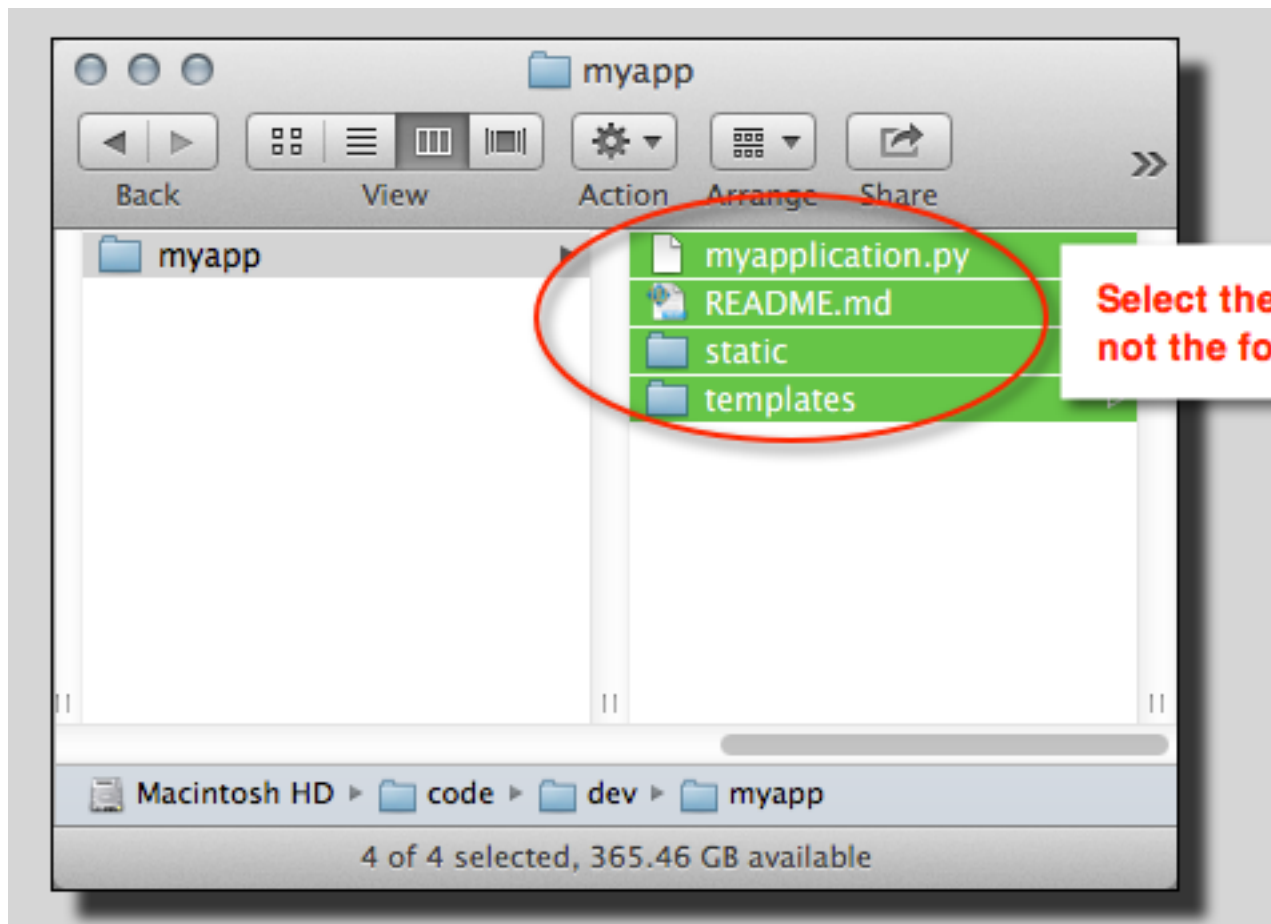 myapp
Back View Action Arrange Share
myapp
myapplication.py
README.md
static
templates
Select the
not the
Macintosh HD code dev myapp
4 of 4 selected, 365.46 GB available